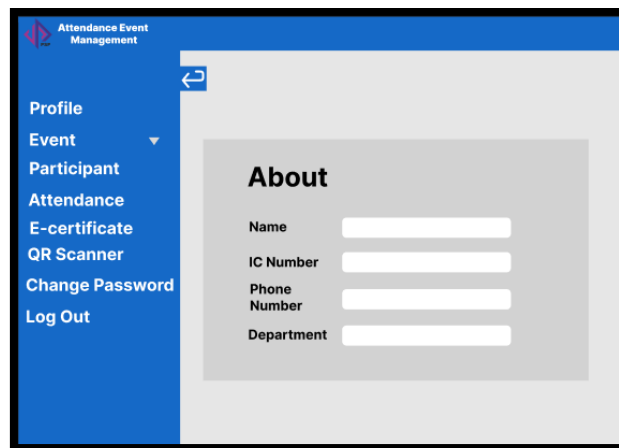 Attendance Event
Management
Profile
Event
Participant
Attendance
E-certificate
QR Scanner
Change Password
Log Out
About
Name
IC Number
Phone
Number
Department